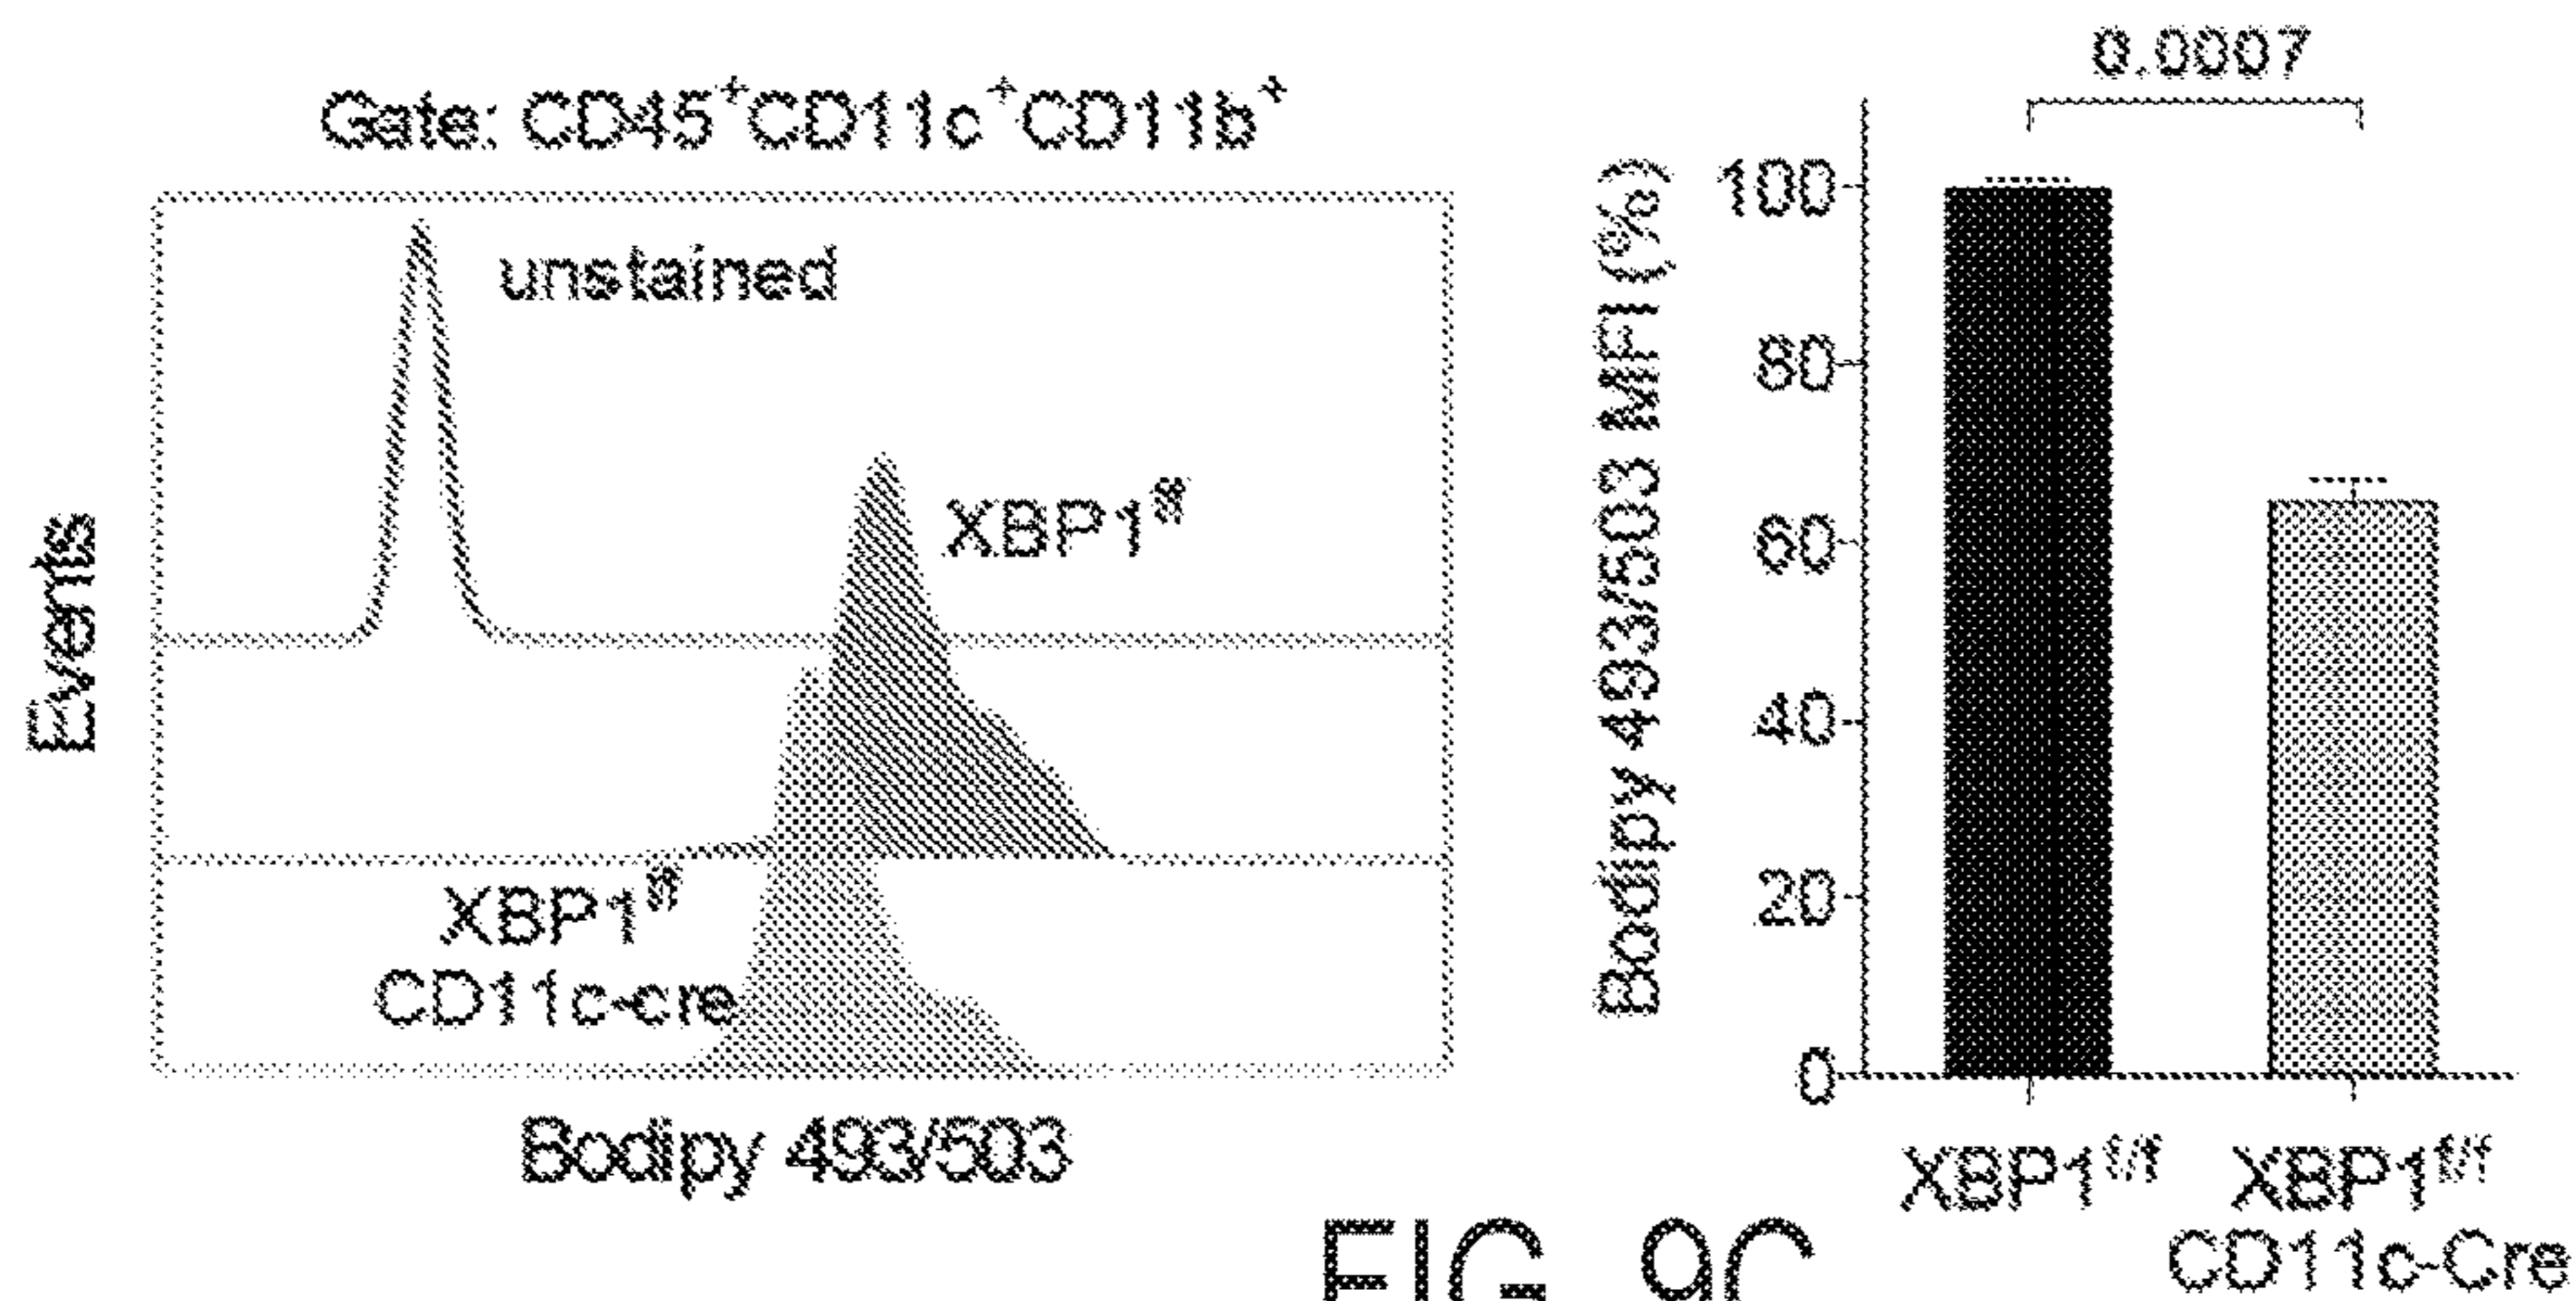 Gate: CD45⁺CD11c⁺CD11b⁺
unstained
XBP1f/f
XBP1f/f
CD11c-cre
Events
Bodipy 493/503
0.0007
Bodipy 493/503 MFI (%)
100
80
60
40
20
0
XBP1f/f
XBP1f/f
CD11c-Cre
FIG. 9C